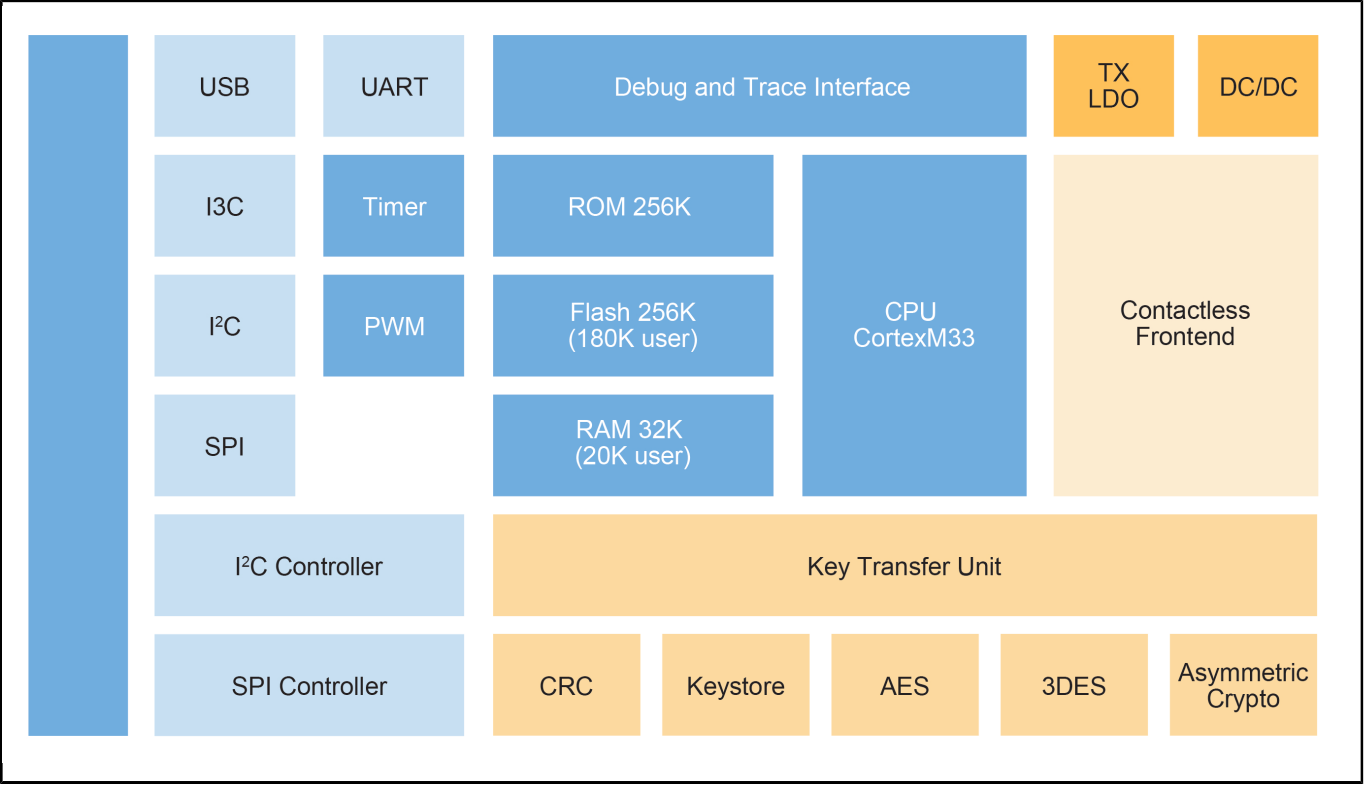 USB
UART
Debug and Trace Interface
TX
LDO
DC/DC
I3C
Timer
ROM 256K
I²C
PWM
Flash 256K
(180K user)
CPU
CortexM33
Contactless
Frontend
SPI
RAM 32K
(20K user)
I²C Controller
Key Transfer Unit
SPI Controller
CRC
Keystore
AES
3DES
Asymmetric
Crypto